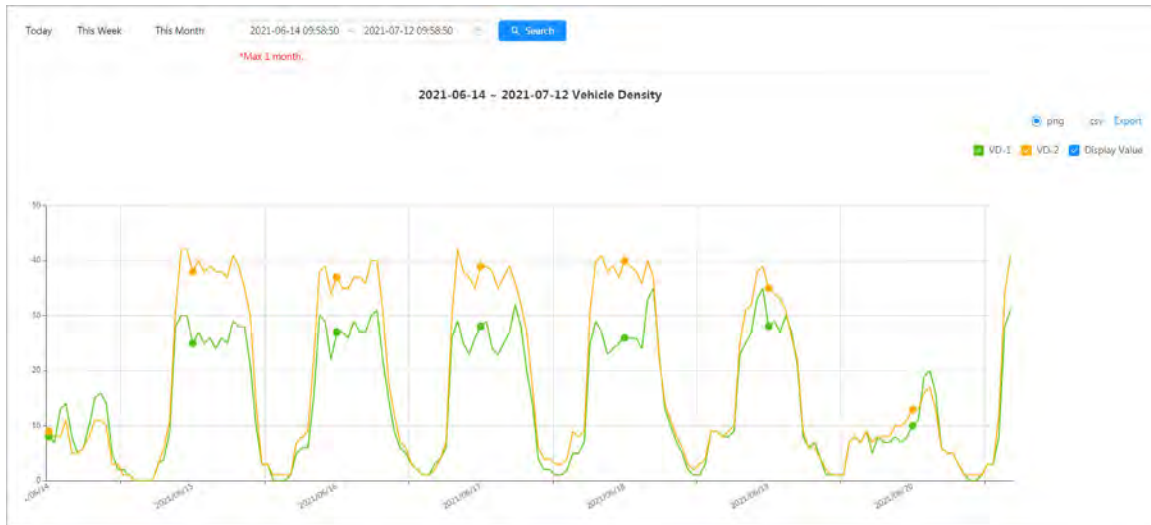 Today This Week This Month 2021-06-14 09:58:50 ~ 2021-07-12 09:58:50 Search
*Max 1 month.
2021-06-14 ~ 2021-07-12 Vehicle Density
png csv Export
VD-1 VD-2 Display Value
50
40
30
20
10
0
/06/14 2021/06/15 2021/06/16 2021/06/17 2021/06/18 2021/06/19 2021/06/20